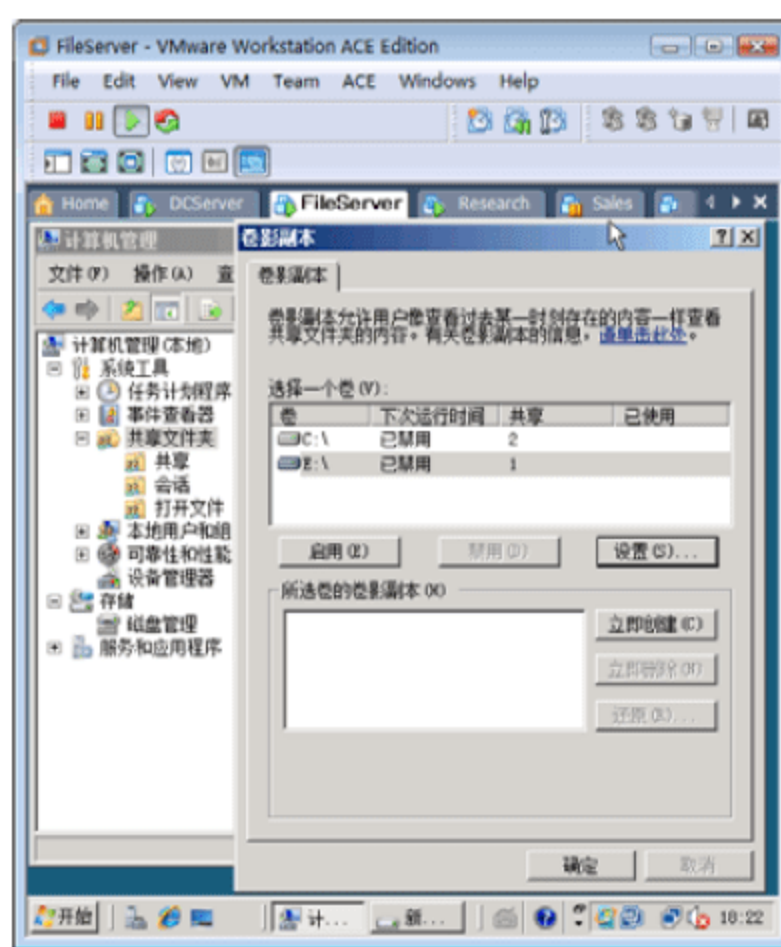 FileServer - VMware Workstation ACE Edition
File Edit View VM Team ACE Windows Help
Home DCServer FileServer Research Sales
计算机管理
卷影副本
文件(F) 操作(A) 查
卷影副本
卷影副本允许用户像查看过去某一时刻存在的内容一样查看
共享文件夹的内容。有关卷影副本的信息，请单击此处。
计算机管理(本地)
系统工具
任务计划程序
事件查看器
共享文件夹
共享
会话
打开文件
本地用户和组
可靠性和性能
设备管理器
存储
磁盘管理
服务和应用程序
选择一个卷(V):
卷 下次运行时间 共享 已使用
C:\ 已禁用 2
E:\ 已禁用 1
启用(E) 禁用(D) 设置(S)...
所选卷的卷影副本(H)
立即创建(C)
立即删除(N)
还原(R)...
确定 取消
开始 计... 新... 18:22